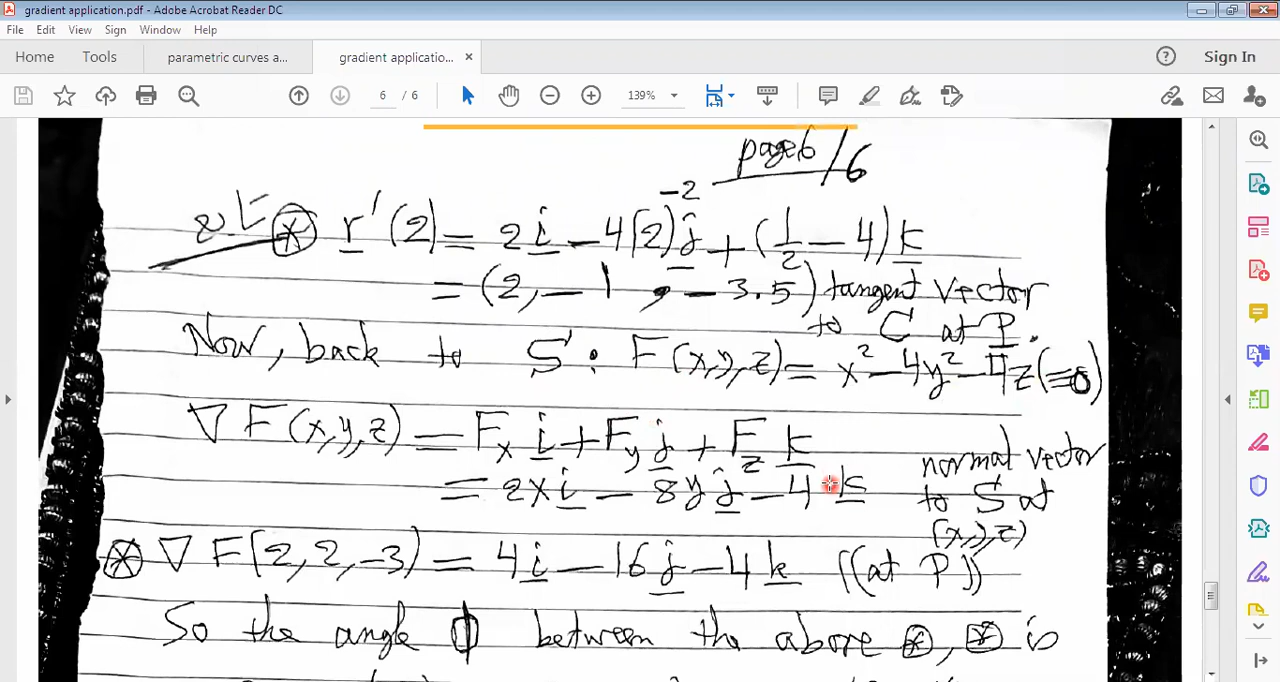 gradient application.pdf - Adobe Acrobat Reader DC
File Edit View Sign Window Help
Home Tools parametric curves a... gradient applicatio... × Sign In
6 / 6 139%
page 6/6
r'(2) = 2i - 4(2)^-2 j + (1/2 - 4)k
= (2, -1, -3.5) tangent vector
to C at P.
Now, back to S: F(x,y,z) = x² - 4y² - 4z (=0)
∇F(x,y,z) = Fx i + Fy j + Fz k
= 2x i - 8y j - 4 k
normal vector
to S at
(x,y,z)
⊛ ∇F(2,2,-3) = 4i - 16j - 4k ((at P))
So the angle ϕ between the above ⊛, ⊛ is